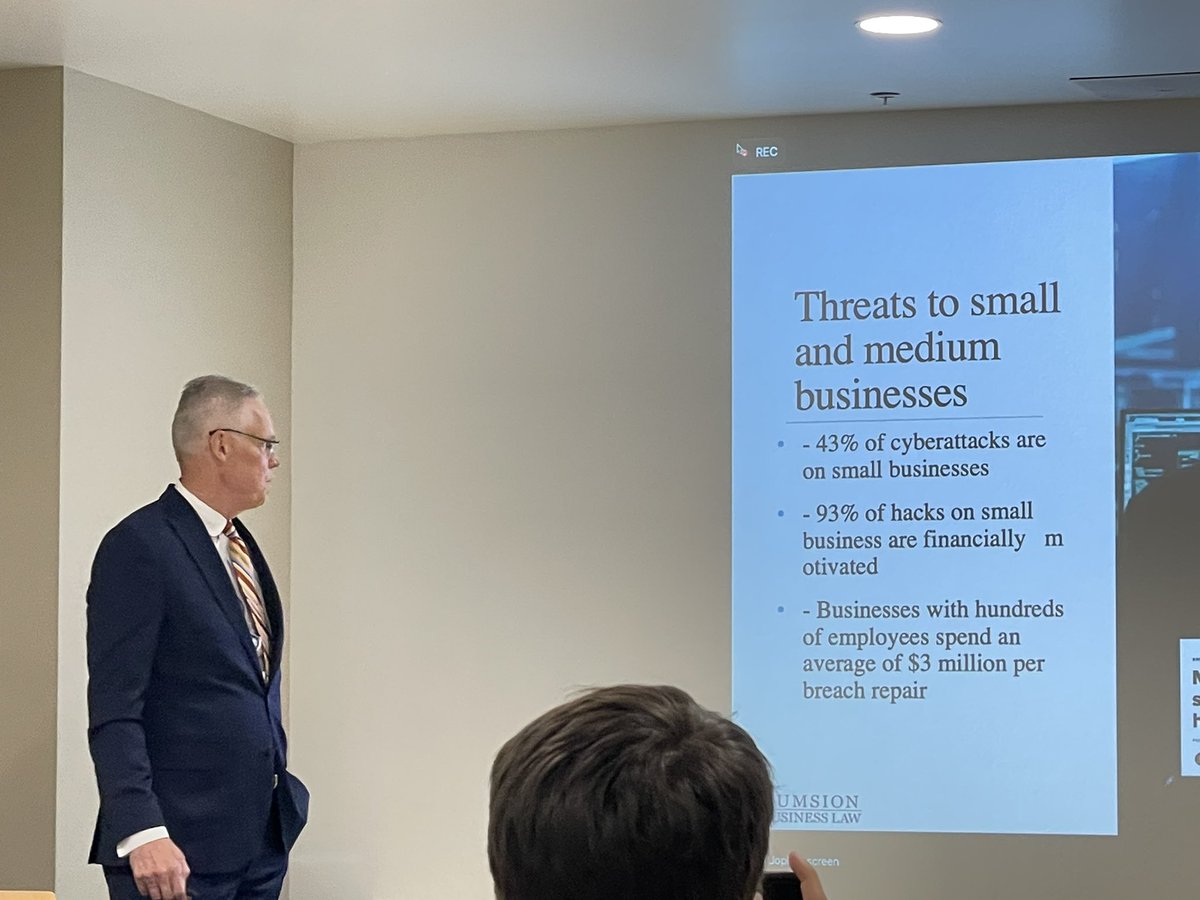 REC
Threats to small
and medium
businesses
- 43% of cyberattacks are
on small businesses
- 93% of hacks on small
business are financially m
otivated
- Businesses with hundreds
of employees spend an
average of $3 million per
breach repair
UMSION
USINESS LAW
screen